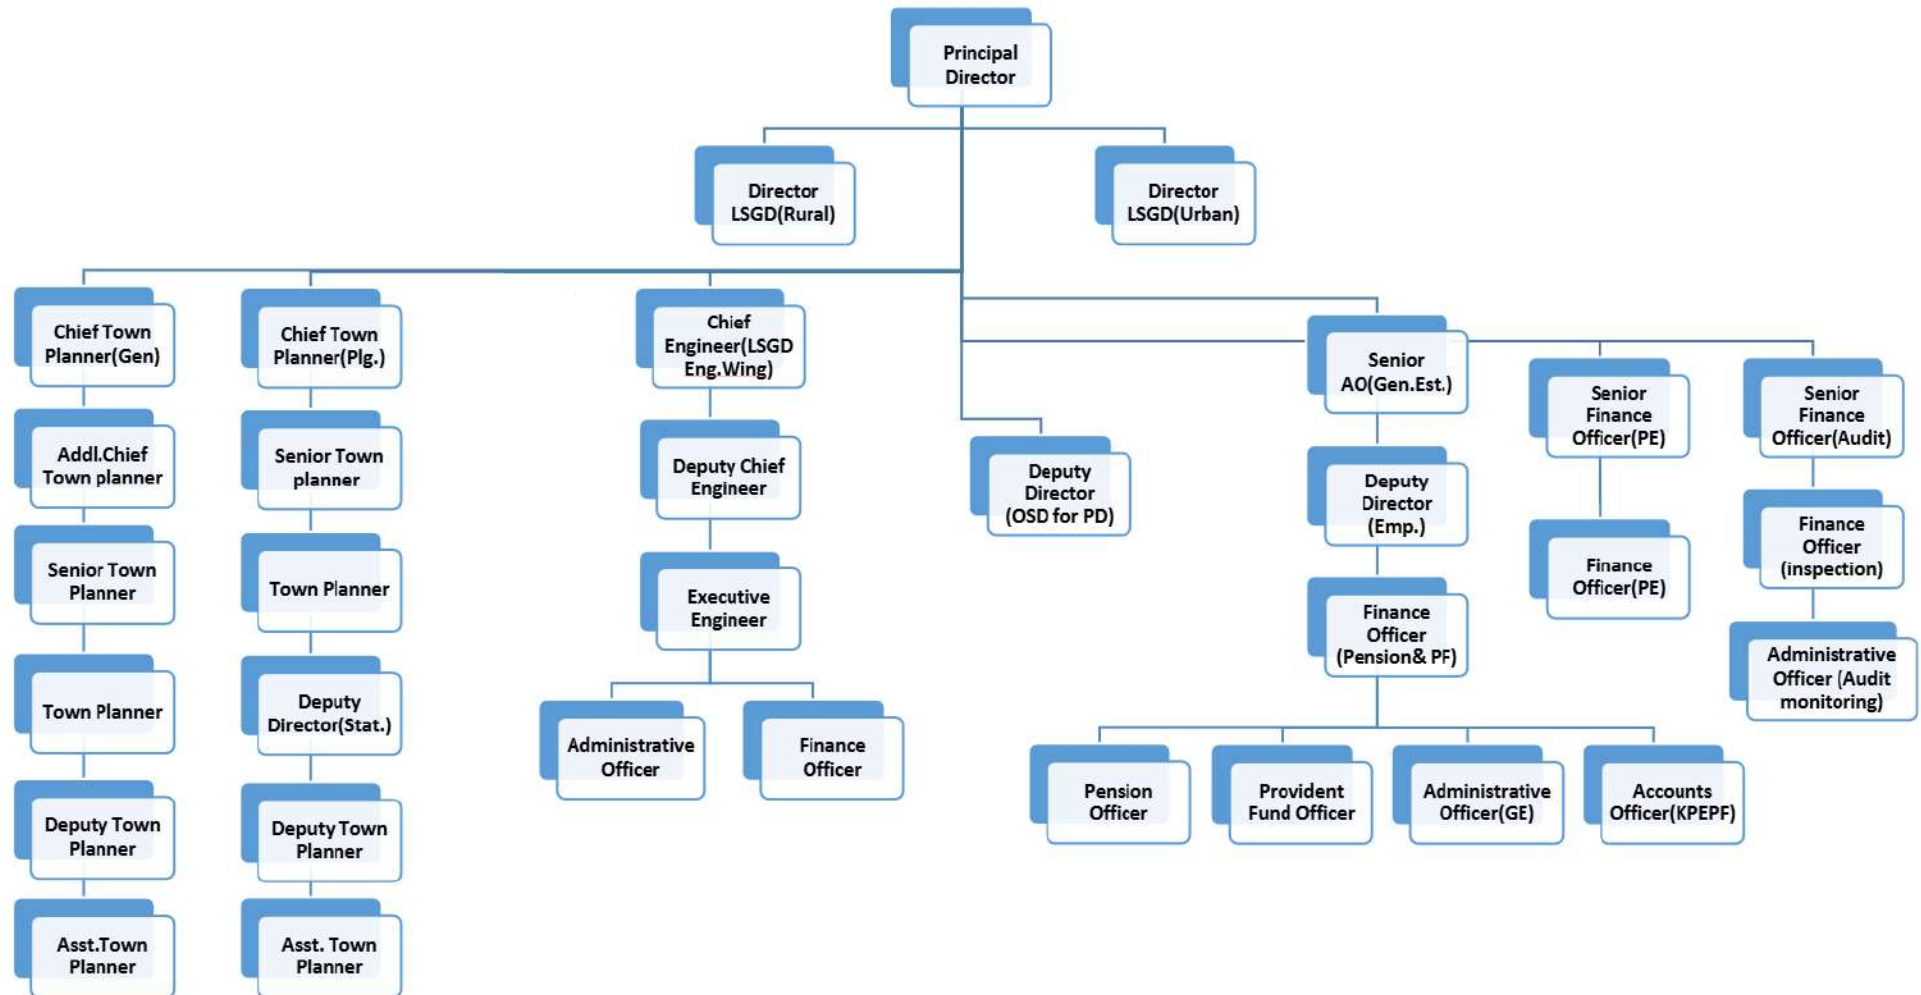 Principal
Director
Director
LSGD(Rural)
Director
LSGD(Urban)
Chief Town
Planner(Gen)
Chief Town
Planner(Plg.)
Chief
Engineer(LSGD
Eng.Wing)
Senior
AO(Gen.Est.)
Senior
Finance
Officer(PE)
Senior
Finance
Officer(Audit)
Addl.Chief
Town planner
Senior Town
planner
Deputy Chief
Engineer
Deputy
Director
(OSD for PD)
Deputy
Director
(Emp.)
Finance
Officer(PE)
Finance
Officer
(inspection)
Senior Town
Planner
Town Planner
Executive
Engineer
Finance
Officer
(Pension& PF)
Administrative
Officer (Audit
monitoring)
Town Planner
Deputy
Director(Stat.)
Administrative
Officer
Finance
Officer
Pension
Officer
Provident
Fund Officer
Administrative
Officer(GE)
Accounts
Officer(KPEPF)
Deputy Town
Planner
Deputy Town
Planner
Asst.Town
Planner
Asst. Town
Planner